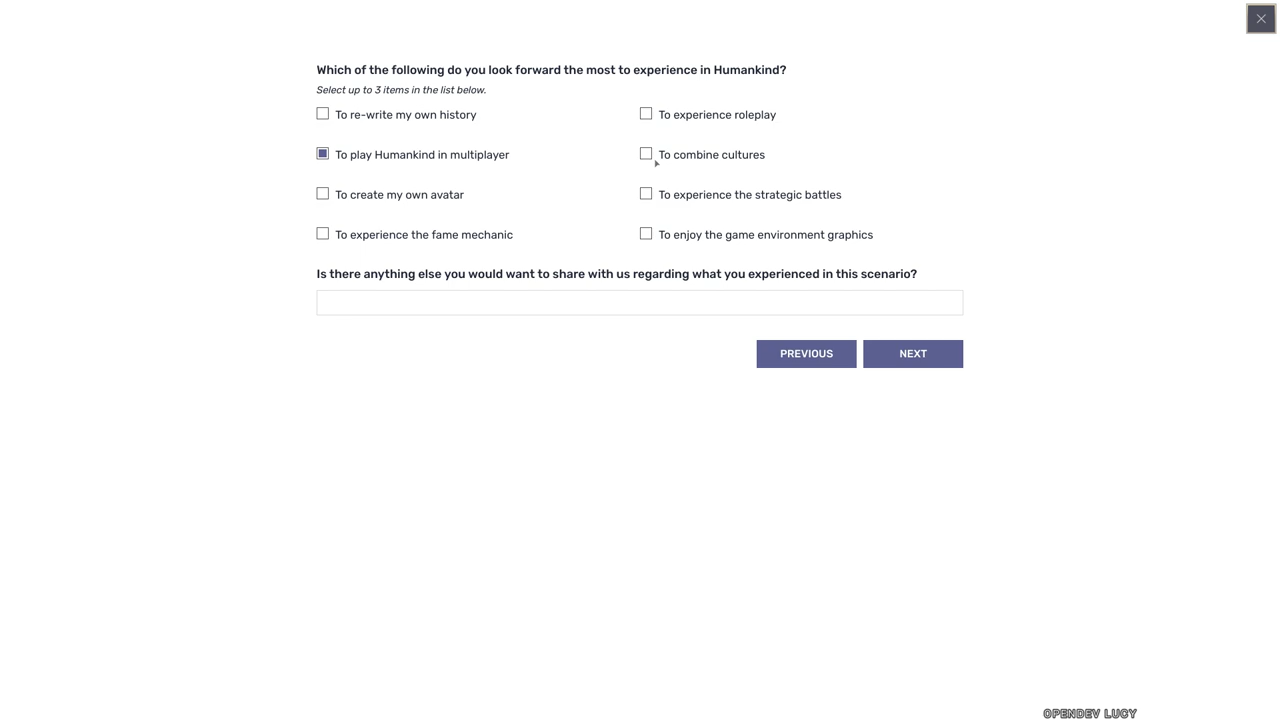 Which of the following do you look forward the most to experience in Humankind?
Select up to 3 items in the list below.
To re-write my own history
To experience roleplay
To play Humankind in multiplayer
To combine cultures
To create my own avatar
To experience the strategic battles
To experience the fame mechanic
To enjoy the game environment graphics
Is there anything else you would want to share with us regarding what you experienced in this scenario?
PREVIOUS
NEXT
OPENDEV LUCY